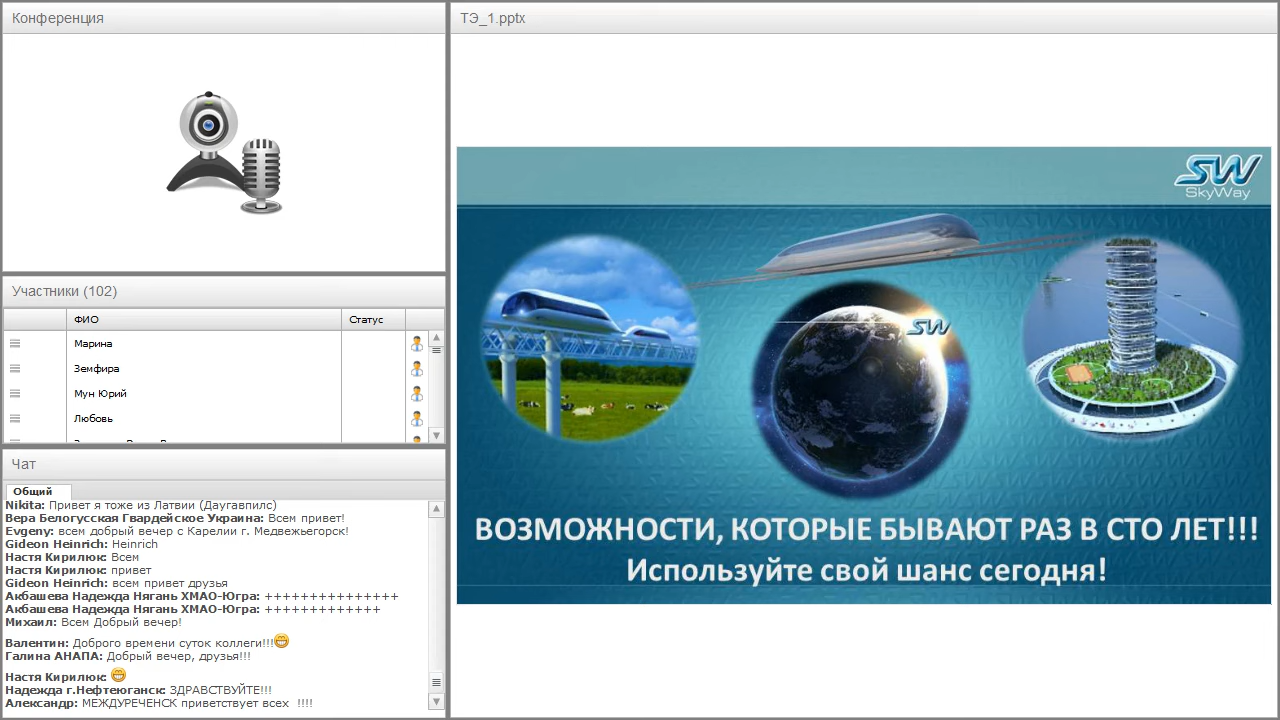 Конференция
Участники (102)
ФИО
Статус
Марина
Земфира
Мун Юрий
Любовь
Чат
Общий
Nikita: Привет я тоже из Латвии (Даугавпилс)
Вера Белогусская Гвардейское Украина: Всем привет!
Evgeny: всем добрый вечер с Карелии г. Медвежьегорск!
Gideon Heinrich: Heinrich
Настя Кирилюк: Всем
Настя Кирилюк: привет
Gideon Heinrich: всем привет друзья
Акбашева Надежда Нягань ХМАО-Югра: +++++++++++++++
Акбашева Надежда Нягань ХМАО-Югра: +++++++++++++
Михаил: Всем Добрый вечер!
Валентин: Доброго времени суток коллеги!!!
Галина АНАПА: Добрый вечер, друзья!!!
Настя Кирилюк:
Надежда г.Нефтеюганск: ЗДРАВСТВУЙТЕ!!!
Александр: МЕЖДУРЕЧЕНСК приветствует всех !!!!
ТЭ_1.pptx
SW
SkyWay
SW
ВОЗМОЖНОСТИ, КОТОРЫЕ БЫВАЮТ РАЗ В СТО ЛЕТ!!!
Используйте свой шанс сегодня!